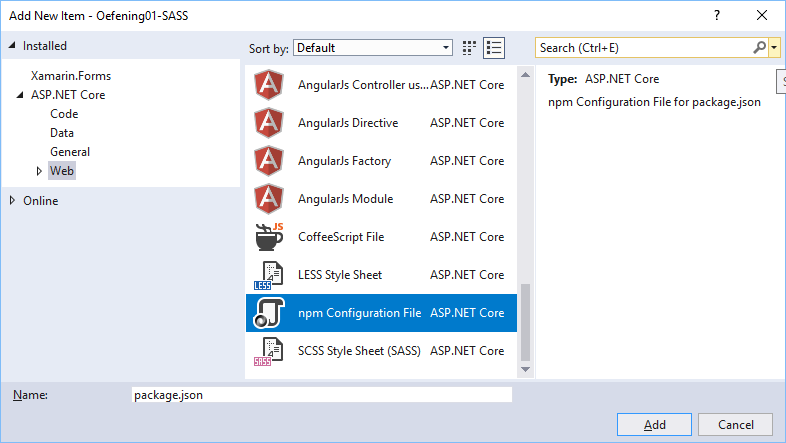 Add New Item - Oefening01-SASS
?
Installed
Sort by: Default
Search (Ctrl+E)
Xamarin.Forms
ASP.NET Core
Code
Data
General
Web
Online
AngularJs Controller us... ASP.NET Core
AngularJs Directive ASP.NET Core
AngularJs Factory ASP.NET Core
AngularJs Module ASP.NET Core
JS
CoffeeScript File ASP.NET Core
LESS
LESS Style Sheet ASP.NET Core
npm Configuration File ASP.NET Core
SASS
SCSS Style Sheet (SASS) ASP.NET Core
Type: ASP.NET Core
npm Configuration File for package.json
S
Name: package.json
Add
Cancel